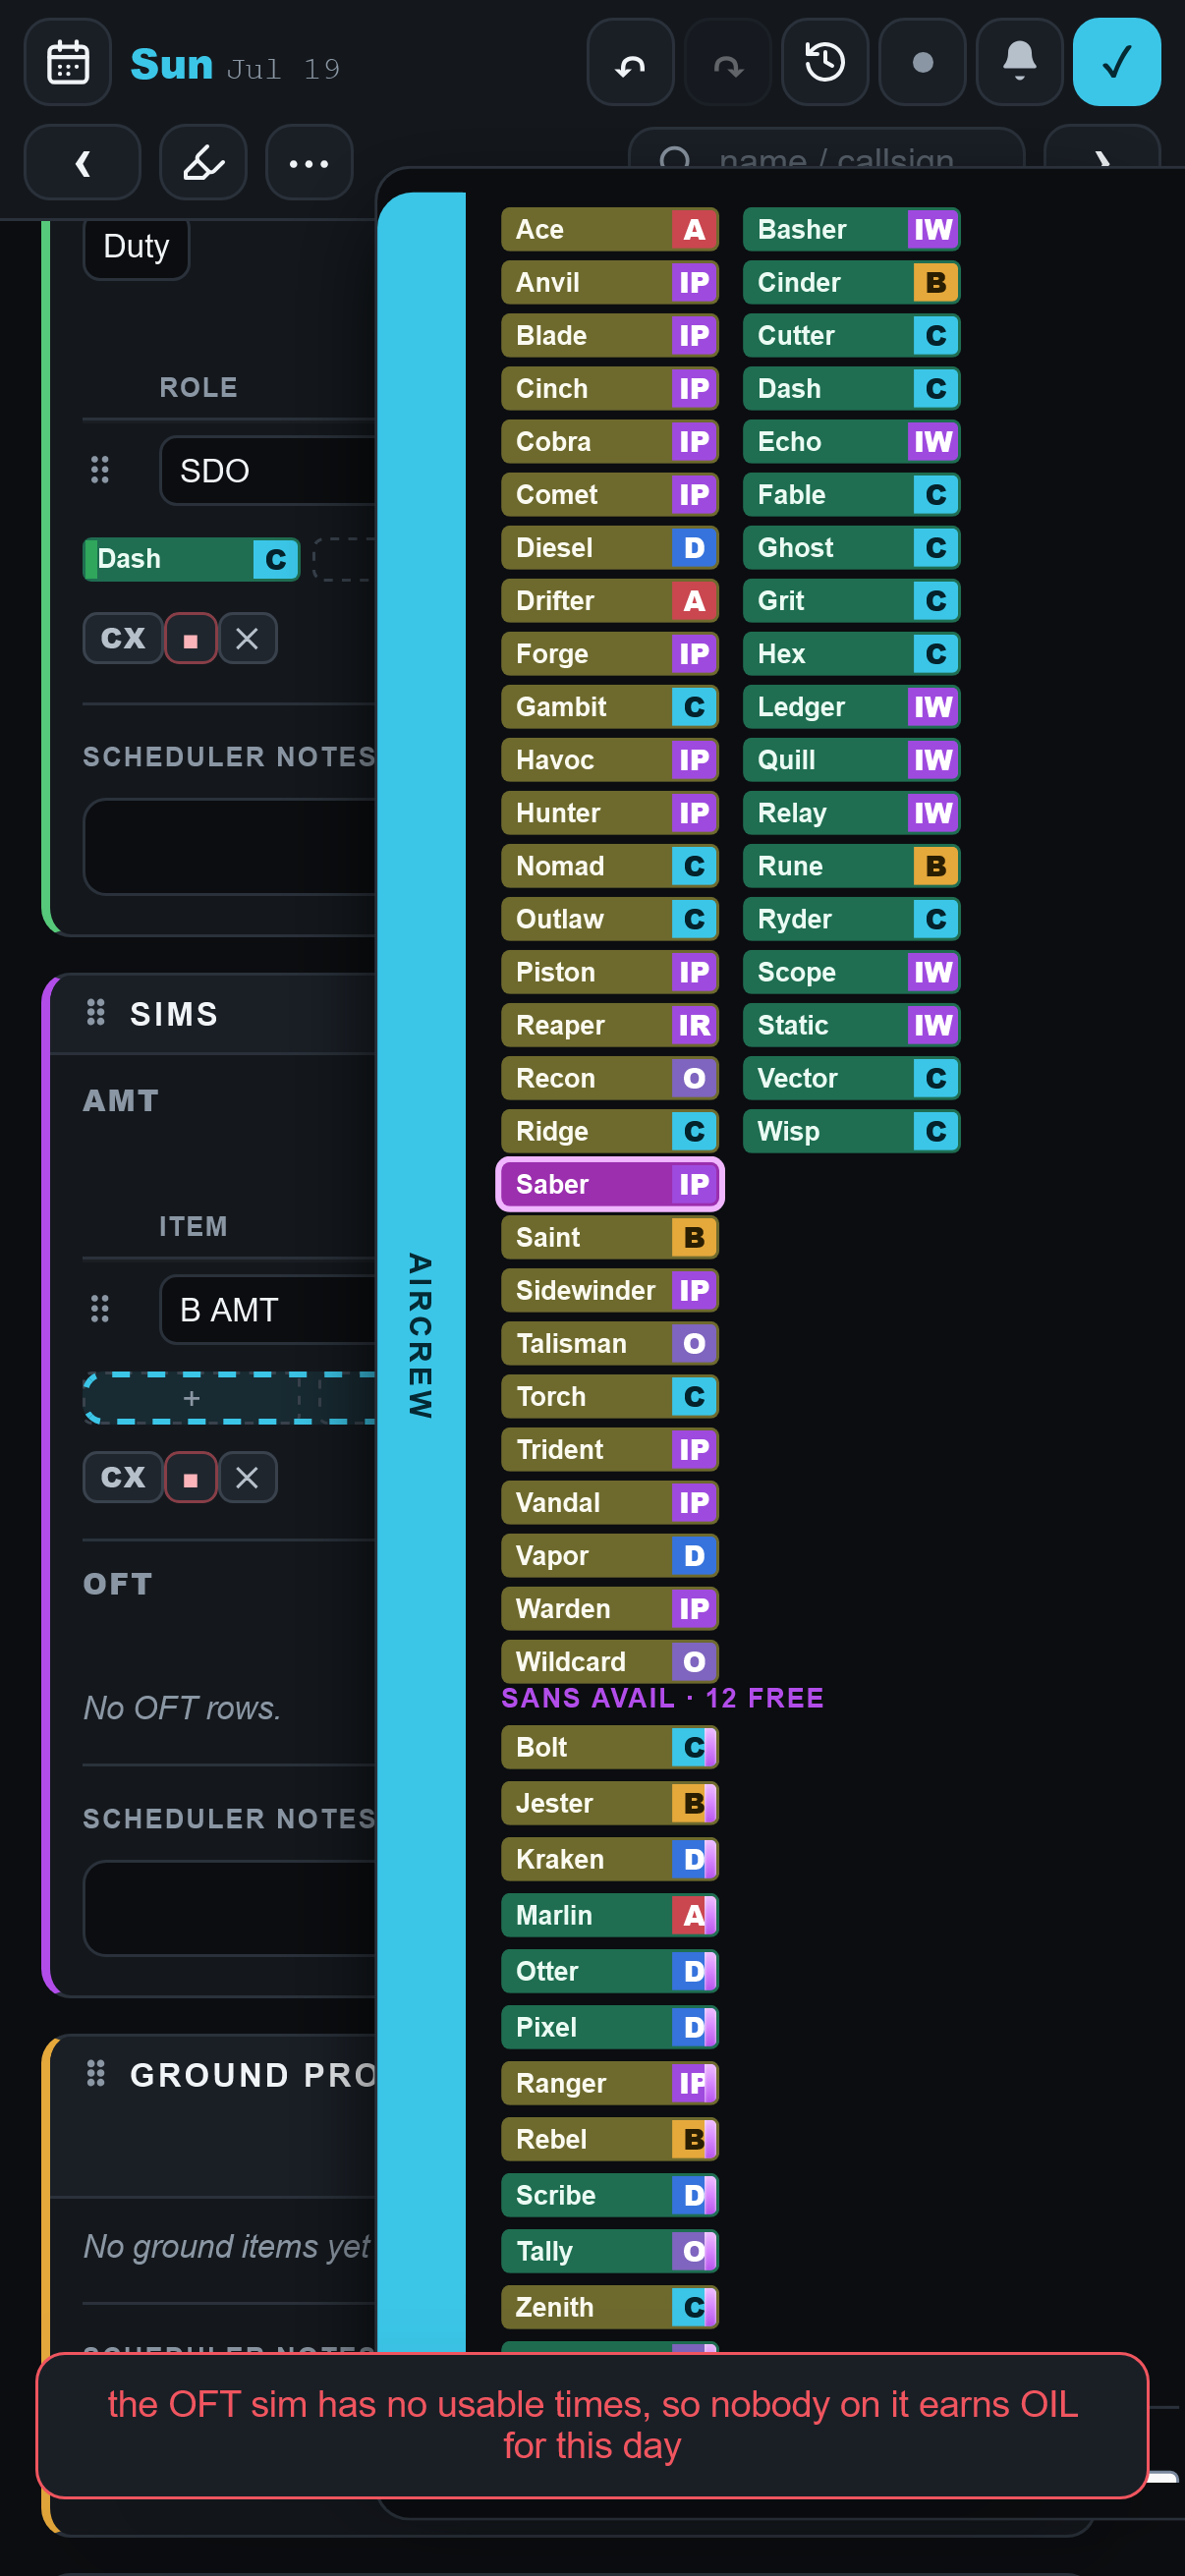 Sun Jul 19
name / callsign
Duty
ROLE
SDO
Dash C
CX
SCHEDULER NOTES
SIMS
AMT
ITEM
B AMT
+
CX
OFT
No OFT rows.
SCHEDULER NOTES
GROUND PRO
No ground items yet
SCHEDULER NOTES
AIRCREW
Ace A
Anvil IP
Blade IP
Cinch IP
Cobra IP
Comet IP
Diesel D
Drifter A
Forge IP
Gambit C
Havoc IP
Hunter IP
Nomad C
Outlaw C
Piston IP
Reaper IR
Recon O
Ridge C
Saber IP
Saint B
Sidewinder IP
Talisman O
Torch C
Trident IP
Vandal IP
Vapor D
Warden IP
Wildcard O
Basher IW
Cinder B
Cutter C
Dash C
Echo IW
Fable C
Ghost C
Grit C
Hex C
Ledger IW
Quill IW
Relay IW
Rune B
Ryder C
Scope IW
Static IW
Vector C
Wisp C
SANS AVAIL · 12 FREE
Bolt C
Jester B
Kraken D
Marlin A
Otter D
Pixel D
Ranger IP
Rebel B
Scribe D
Tally O
Zenith C
the OFT sim has no usable times, so nobody on it earns OIL
for this day